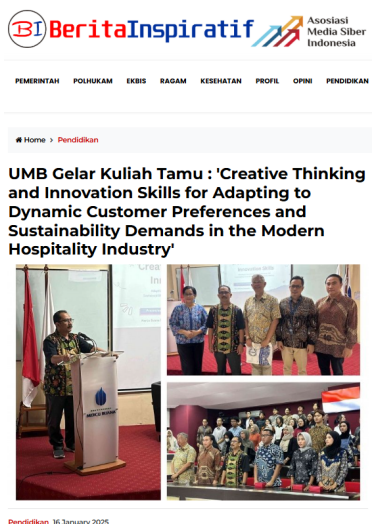 BI BeritaInspiratif
Asosiasi
Media Siber
Indonesia
PEMERINTAH POLHUKAM EKBIS RAGAM KESEHATAN PROFIL OPINI PENDIDIKAN
Home > Pendidikan
UMB Gelar Kuliah Tamu : 'Creative Thinking
and Innovation Skills for Adapting to
Dynamic Customer Preferences and
Sustainability Demands in the Modern
Hospitality Industry'
MERCU BUANA
Pendidikan 16 January 2025